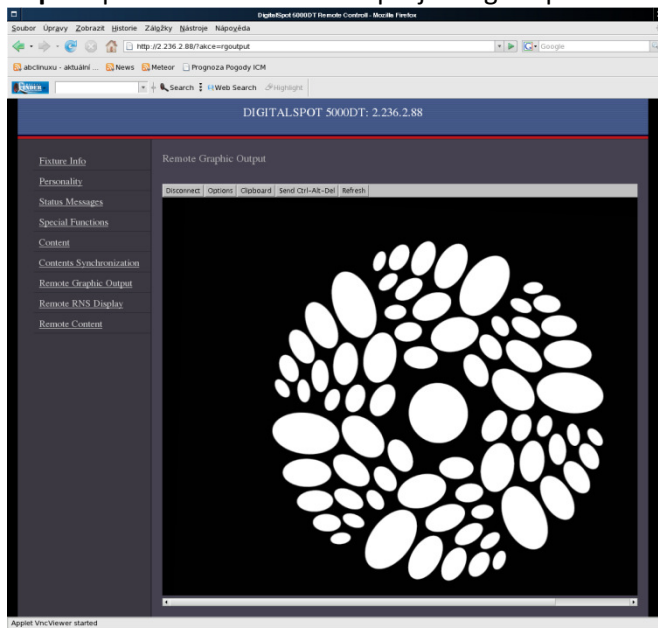 DigitalSpot 5000DT Remote Controll - Mozilla Firefox
Soubor Úpravy Zobrazit Historie Záložky Nástroje Nápověda
http://2.236.2.88/?akce=rgoutput
Google
abclinuxu - aktuální ... News Meteor Prognoza Pogody ICM
Search Web Search Highlight
DIGITALSPOT 5000DT: 2.236.2.88
Fixture Info
Remote Graphic Output
Personality
Disconnect Options Clipboard Send Ctrl-Alt-Del Refresh
Status Messages
Special Functions
Content
Contents Synchronization
Remote Graphic Output
Remote RNS Display
Remote Content
Applet VncViewer started